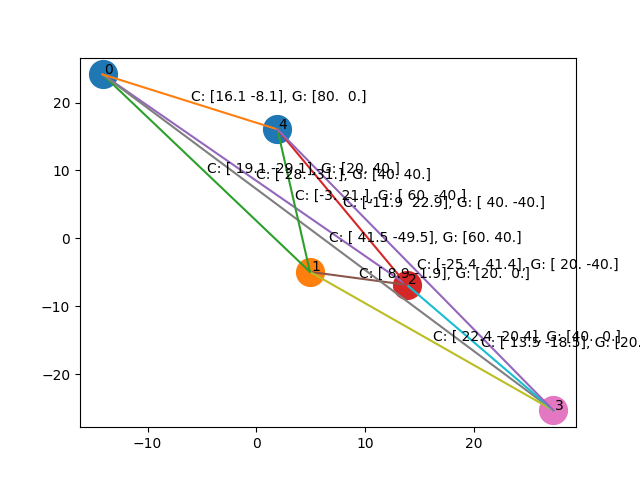 0
20
C: [16.1 -8.1], G: [80. 0.]
4
C: [ 19.1 -29.1], G: [20. 40.]
10
C: [ 28. -31.], G: [40. 40.]
C: [-3. 21.], G: [ 60. -40.]
C: [-11.9 22.9], G: [ 40. -40.]
0
C: [ 41.5 -49.5], G: [60. 40.]
C: [-25.4 41.4], G: [ 20. -40.]
1
C: [ 8.9 -1.9], G: [20. 0.]
2
−10
C: [ 22.4 -20.4], G: [40. 0.]
C: [ 13.5 -18.5], G: [20.
−20
3
−10 0 10 20